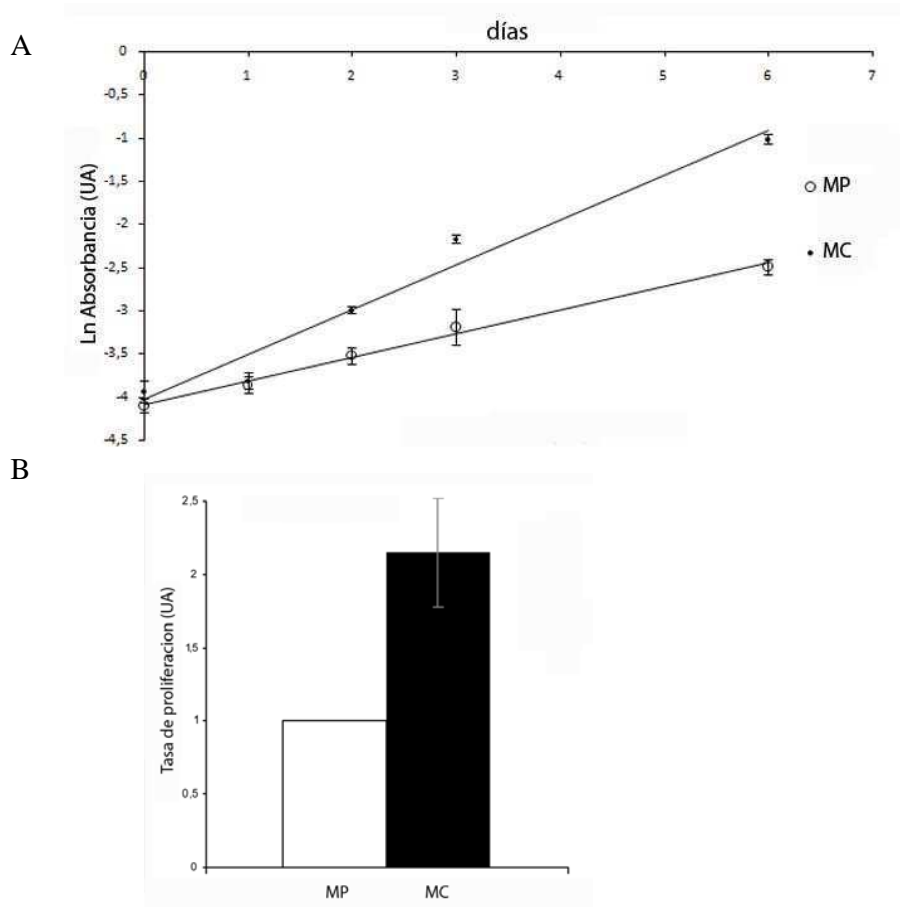 A
días
0
0 1 2 3 4 5 6 7
-0,5
-1
-1,5
-2
-2,5
-3
-3,5
-4
-4,5
Ln Absorbancia (UA)
MP
MC
B
2,5
2
1,5
1
0,5
0
Tasa de proliferacion (UA)
MP MC